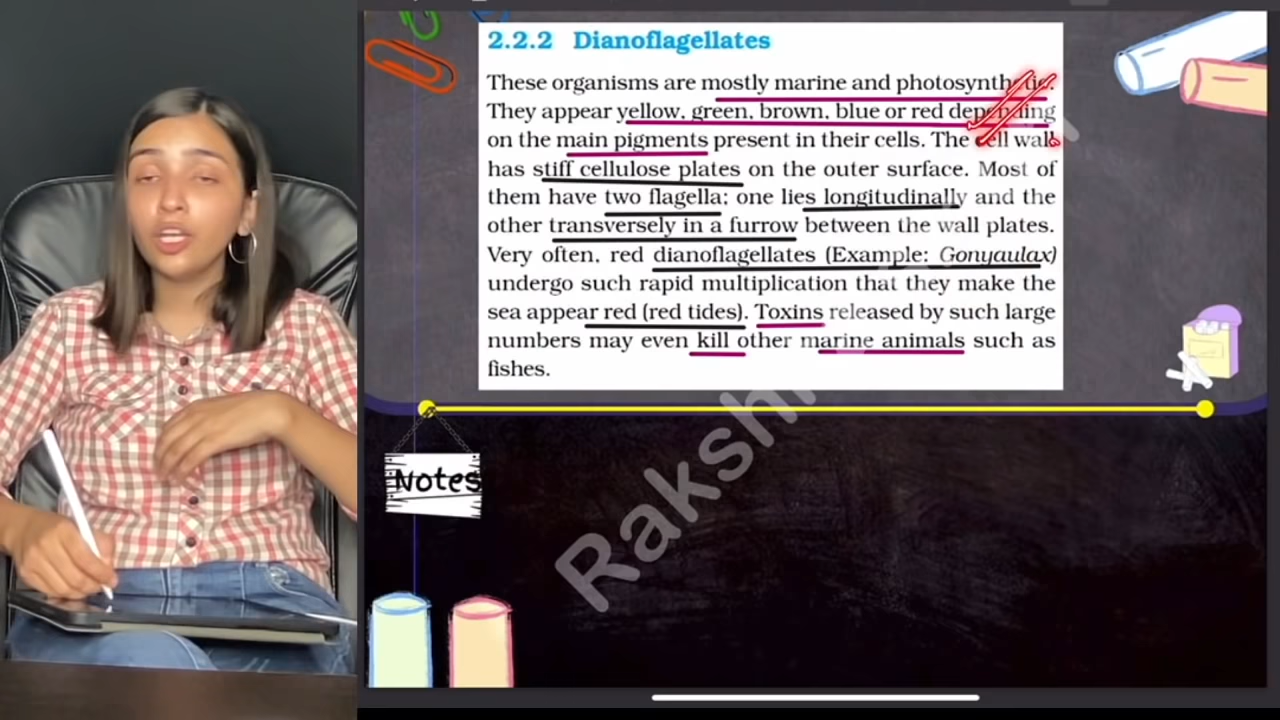 2.2.2 Dianoflagellates
These organisms are mostly marine and photosynthetic.
They appear yellow, green, brown, blue or red depending
on the main pigments present in their cells. The cell wall
has stiff cellulose plates on the outer surface. Most of
them have two flagella; one lies longitudinally and the
other transversely in a furrow between the wall plates.
Very often, red dianoflagellates (Example: Gonyaulax)
undergo such rapid multiplication that they make the
sea appear red (red tides). Toxins released by such large
numbers may even kill other marine animals such as
fishes.
Notes